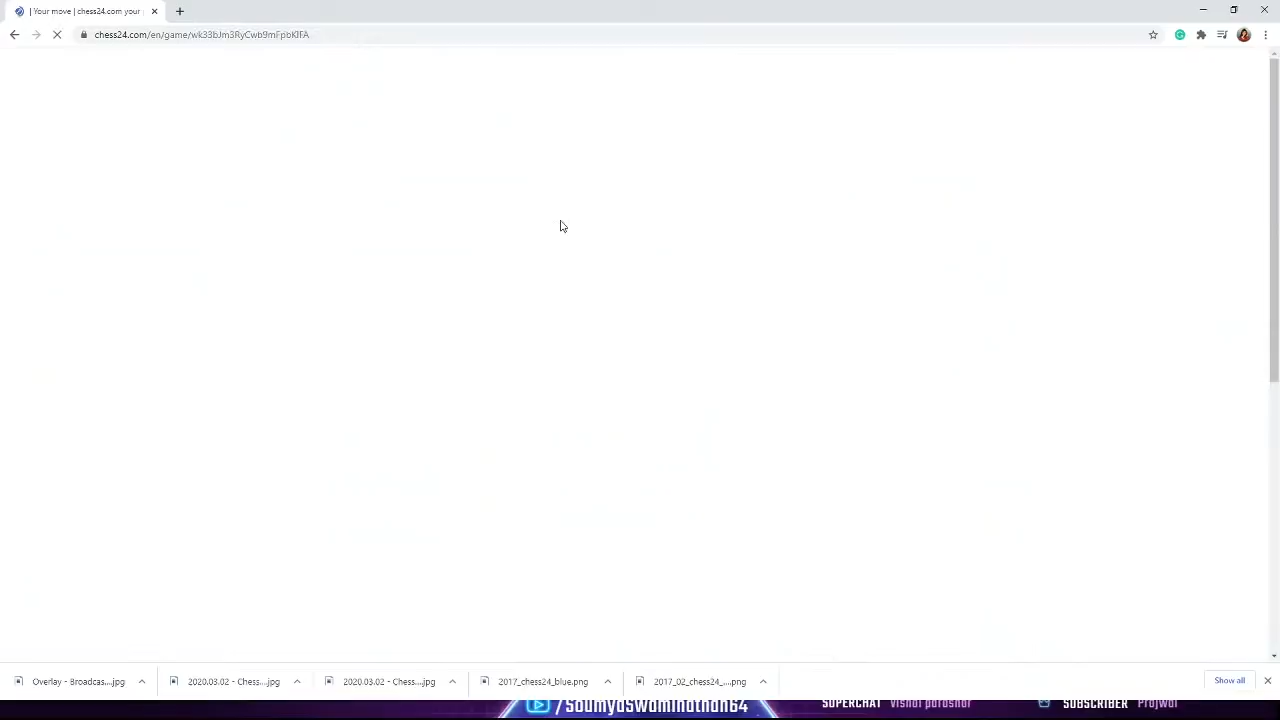 | Your move | chess24.com your
chess24.com/en/game/wk33bJm3RyCwb9mFpbKlFA
Overlay - Broadcas....jpg
2020.03.02 - Chess....jpg
2020.03.02 - Chess....jpg
2017_chess24_blue.png
2017_02_chess24_....png
Show all
/SoumyaSwaminathan64
SUPERCHAT Vishal parashar
SUBSCRIBER Prajwal